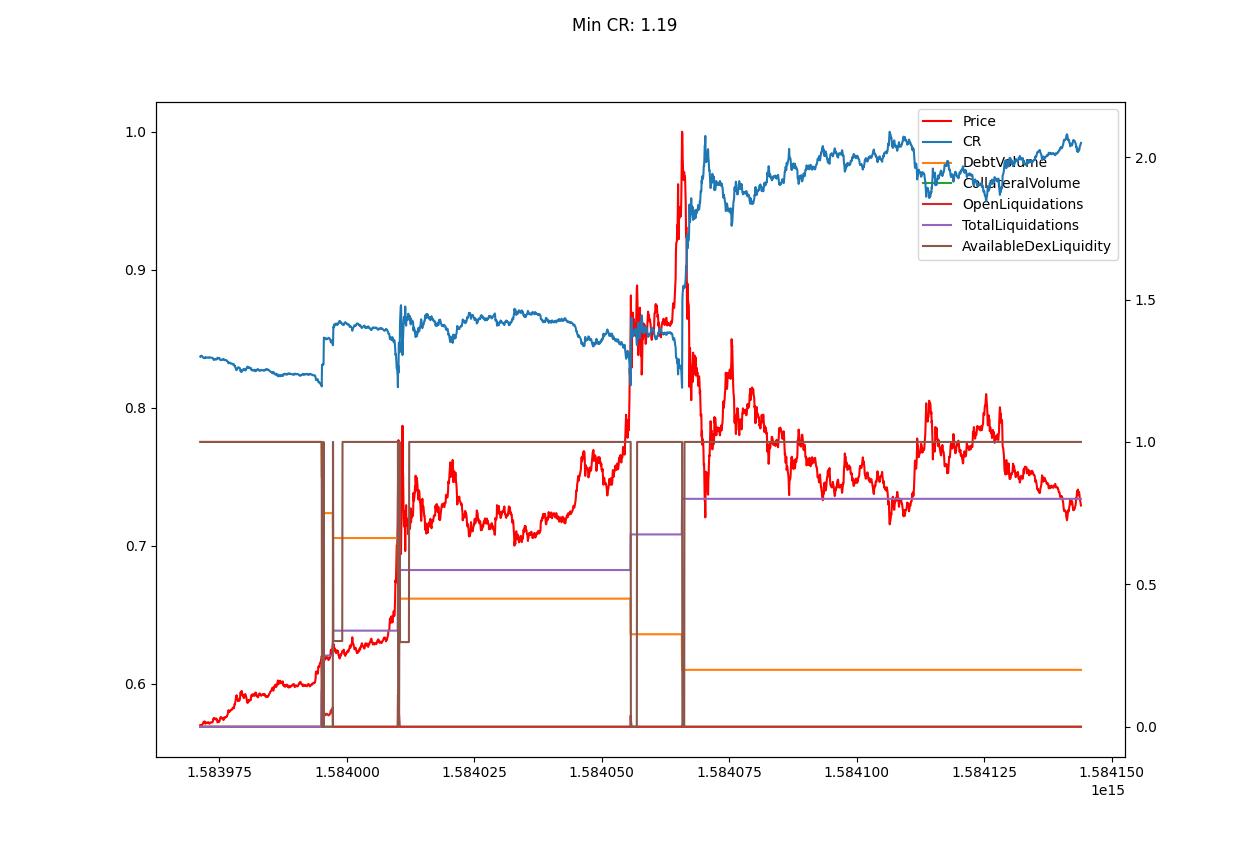 Min CR: 1.19
1.0
0.9
0.8
0.7
0.6
Price
CR
DebtVolume
CollateralVolume
OpenLiquidations
TotalLiquidations
AvailableDexLiquidity
2.0
1.5
1.0
0.5
0.0
1.583975 1.584000 1.584025 1.584050 1.584075 1.584100 1.584125 1.584150
1e15